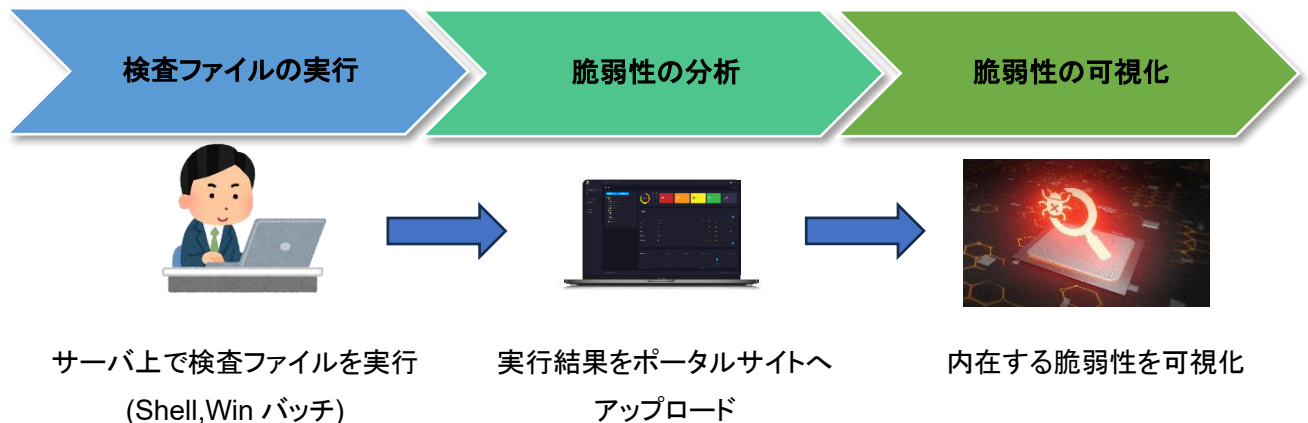 検査ファイルの実行
脆弱性の分析
脆弱性の可視化
サーバ上で検査ファイルを実行
(Shell,Win バッチ)
実行結果をポータルサイトへ
アップロード
内在する脆弱性を可視化